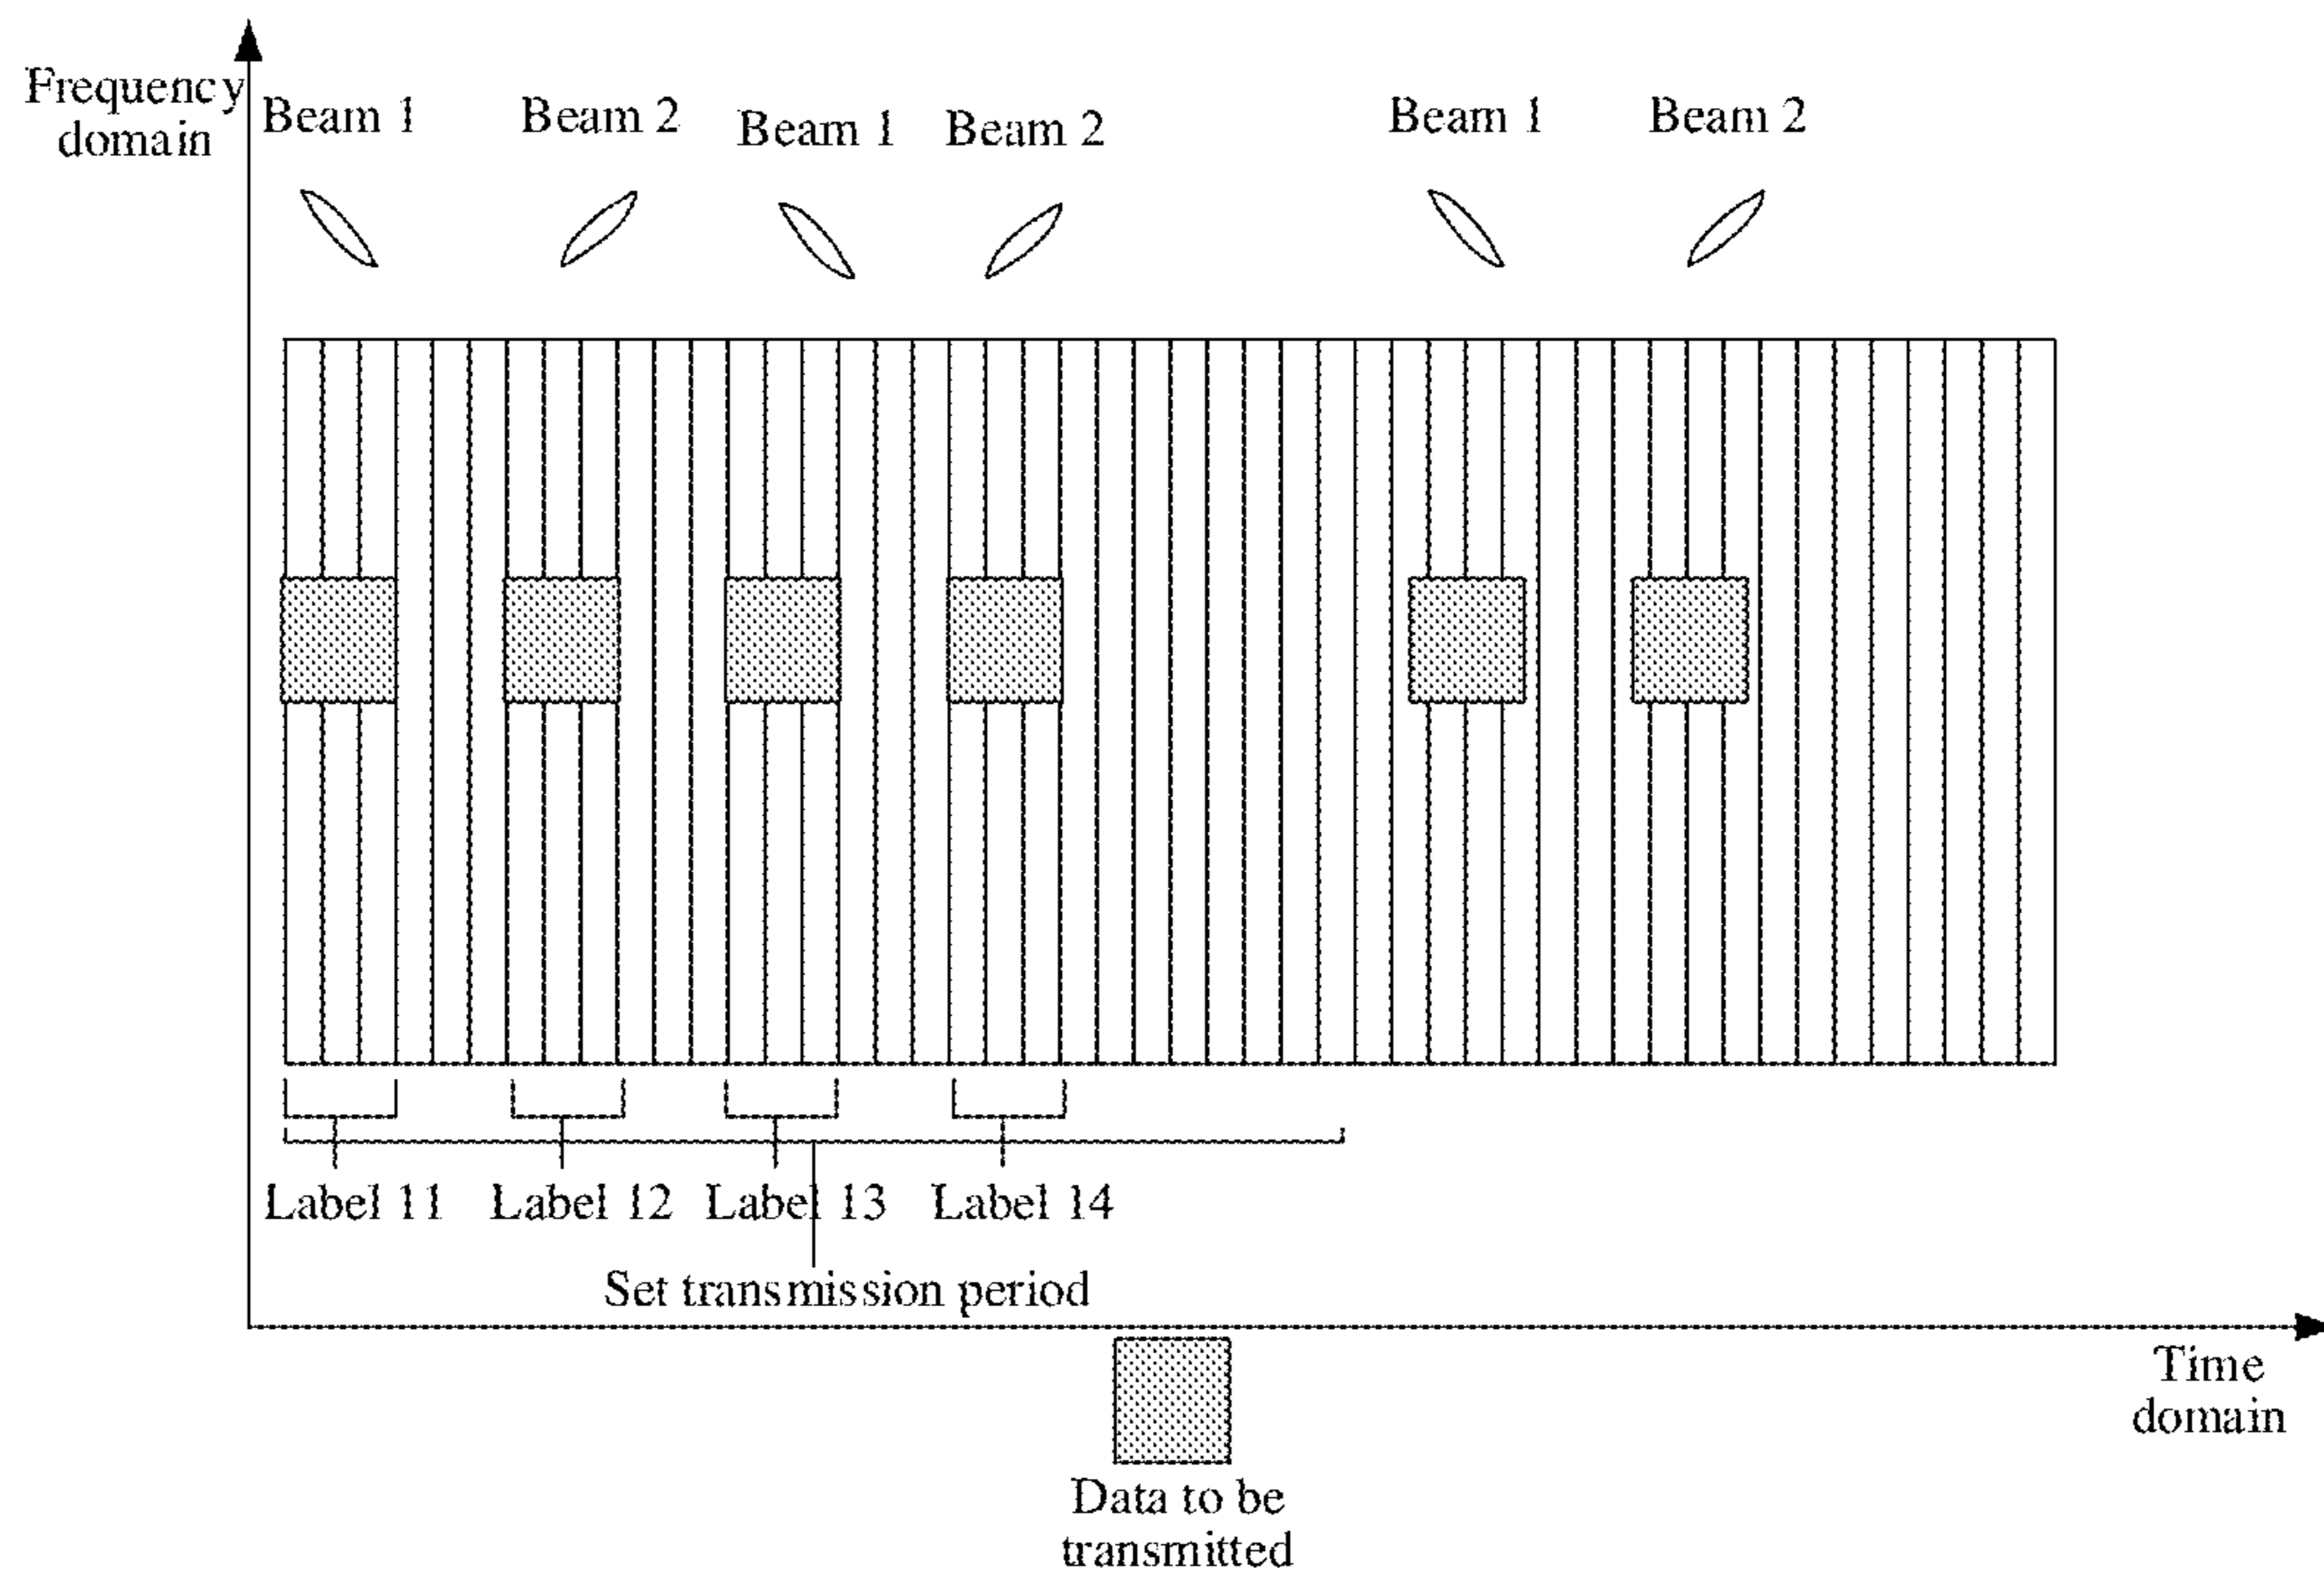 Frequency
domain
Beam 1
Beam 2
Beam 1
Beam 2
Beam 1
Beam 2
Label 11
Label 12
Label 13
Label 14
Set transmission period
Time
domain
Data to be
transmitted